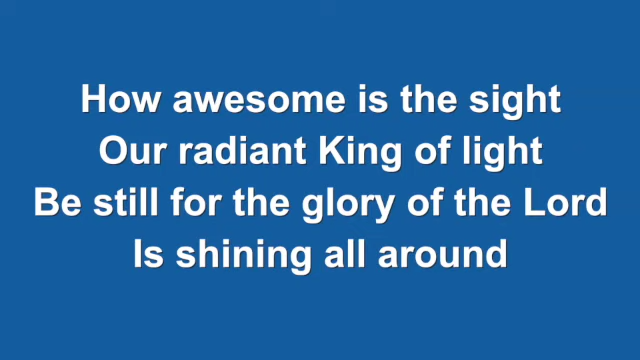 How awesome is the sight
Our radiant King of light
Be still for the glory of the Lord
Is shining all around